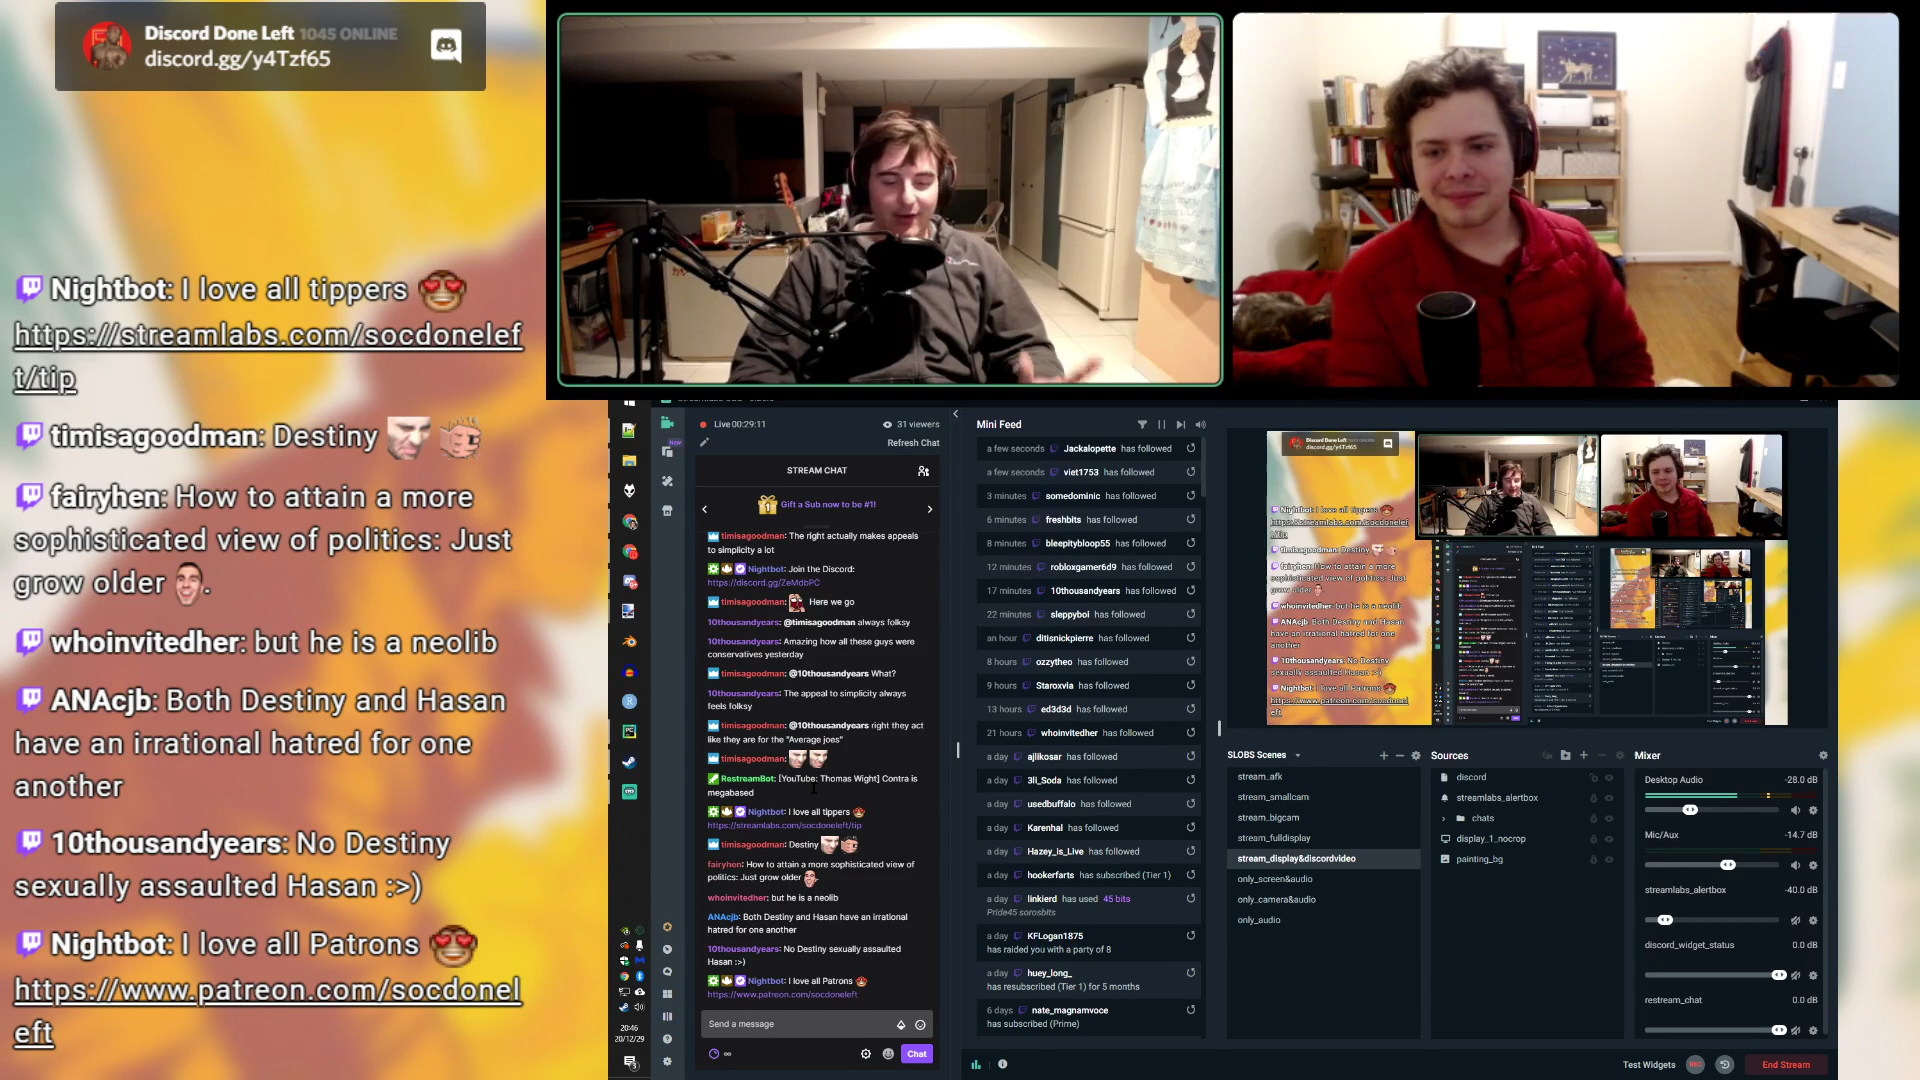 Discord Done Left 1045 ONLINE
discord.gg/y4Tzf65
Nightbot: I love all tippers
https://streamlabs.com/socdonelef
t/tip
timisagoodman: Destiny
fairyhen: How to attain a more
sophisticated view of politics: Just
grow older .
whoinvitedher: but he is a neolib
ANAcjb: Both Destiny and Hasan
have an irrational hatred for one
another
10thousandyears: No Destiny
sexually assaulted Hasan :>)
Nightbot: I love all Patrons
https://www.patreon.com/socdonel
eft
Live 00:29:11
31 viewers
Refresh Chat
New
STREAM CHAT
Gift a Sub now to be #1!
timisagoodman: The right actually makes appeals
to simplicity a lot
Nightbot: Join the Discord:
https://discord.gg/ZeMdbPC
timisagoodman: Here we go
10thousandyears: @timisagoodman always folksy
10thousandyears: Amazing how all these guys were
conservatives yesterday
timisagoodman: @10thousandyears What?
10thousandyears: The appeal to simplicity always
feels folksy
timisagoodman: @10thousandyears right they act
like they are for the "Average joes"
timisagoodman:
RestreamBot: [YouTube: Thomas Wight] Contra is
megabased
Nightbot: I love all tippers
https://streamlabs.com/socdoneleft/tip
timisagoodman: Destiny
fairyhen: How to attain a more sophisticated view of
politics: Just grow older .
whoinvitedher: but he is a neolib
ANAcjb: Both Destiny and Hasan have an irrational
hatred for one another
10thousandyears: No Destiny sexually assaulted
Hasan :>)
Nightbot: I love all Patrons
https://www.patreon.com/socdoneleft
Send a message
Chat
20:46
20/12/29
Mini Feed
a few seconds Jackalopette has followed
a few seconds viet1753 has followed
3 minutes somedominic has followed
6 minutes freshbits has followed
8 minutes bleepitybloop55 has followed
12 minutes robloxgamer6d9 has followed
17 minutes 10thousandyears has followed
22 minutes sleppyboi has followed
an hour ditisnickpierre has followed
8 hours ozzytheo has followed
9 hours Staroxvia has followed
13 hours ed3d3d has followed
21 hours whoinvitedher has followed
a day ajlikosar has followed
a day 3li_Soda has followed
a day usedbuffalo has followed
a day Karenhal has followed
a day Hazey_is_Live has followed
a day hookerfarts has subscribed (Tier 1)
a day linkierd has used 45 bits
Pride45 sorosbits
a day KFLogan1875
has raided you with a party of 8
a day huey_long_
has resubscribed (Tier 1) for 5 months
6 days nate_magnamvoce
has subscribed (Prime)
SLOBS Scenes
stream_afk
stream_smallcam
stream_bigcam
stream_fulldisplay
stream_display&discordvideo
only_screen&audio
only_camera&audio
only_audio
Sources
discord
streamlabs_alertbox
chats
display_1_nocrop
painting_bg
Mixer
Desktop Audio -28.0 dB
Mic/Aux -14.7 dB
streamlabs_alertbox -40.0 dB
discord_widget_status 0.0 dB
restream_chat 0.0 dB
Test Widgets
REC
End Stream